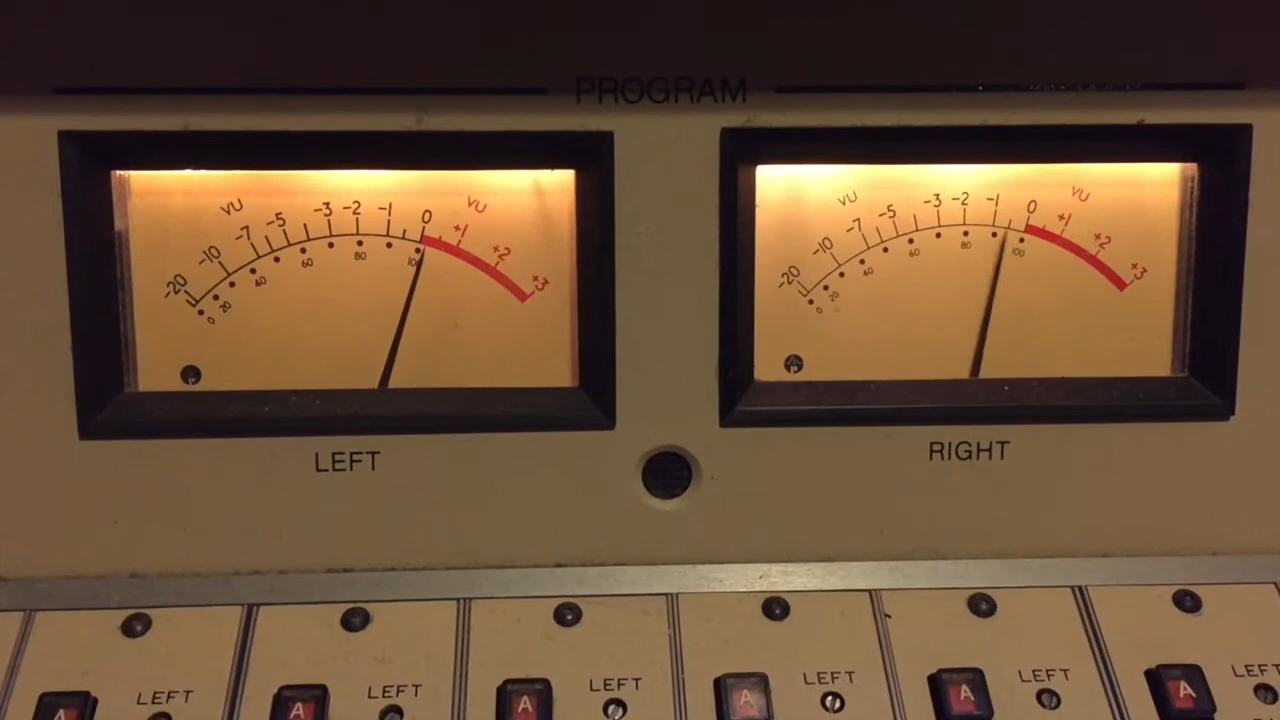 PROGRAM
VU -20 -10 -7 -5 -3 -2 -1 0 +1 +2 +3 VU
0 20 40 60 80 100
VU -20 -10 -7 -5 -3 -2 -1 0 +1 +2 +3 VU
0 20 40 60 80 100
LEFT
RIGHT
A LEFT A LEFT A LEFT A LEFT A LEFT A LEFT